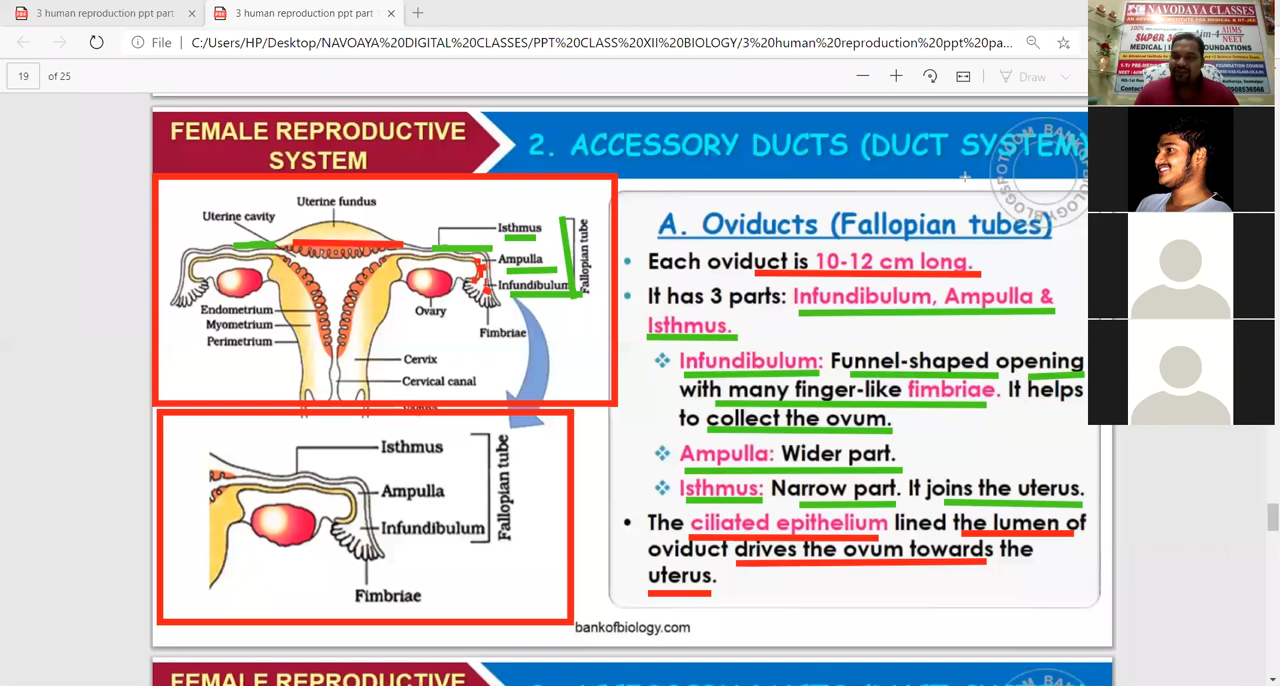 3 human reproduction ppt part
3 human reproduction ppt part
File
C:/Users/HP/Desktop/NAVOAYA%20DIGITAL%20CLASSES/PPT%20CLASS%20XII%20BIOLOGY/3%20human%20reproduction%20ppt%20pa...
19
of 25
Draw
NAVODAYA CLASSES
FEMALE REPRODUCTIVE
SYSTEM
2. ACCESSORY DUCTS (DUCT SYSTEM)
Uterine fundus
Uterine cavity
Isthmus
Ampulla
Infundibulum
Fallopian tube
Ovary
Fimbriae
Endometrium
Myometrium
Perimetrium
Cervix
Cervical canal
Isthmus
Ampulla
Infundibulum
Fallopian tube
Fimbriae
A. Oviducts (Fallopian tubes)
• Each oviduct is 10-12 cm long.
• It has 3 parts: Infundibulum, Ampulla &
Isthmus.
❖ Infundibulum: Funnel-shaped opening
with many finger-like fimbriae. It helps
to collect the ovum.
❖ Ampulla: Wider part.
❖ Isthmus: Narrow part. It joins the uterus.
• The ciliated epithelium lined the lumen of
oviduct drives the ovum towards the
uterus.
bankofbiology.com
FEMALE REPRODUCTIVE